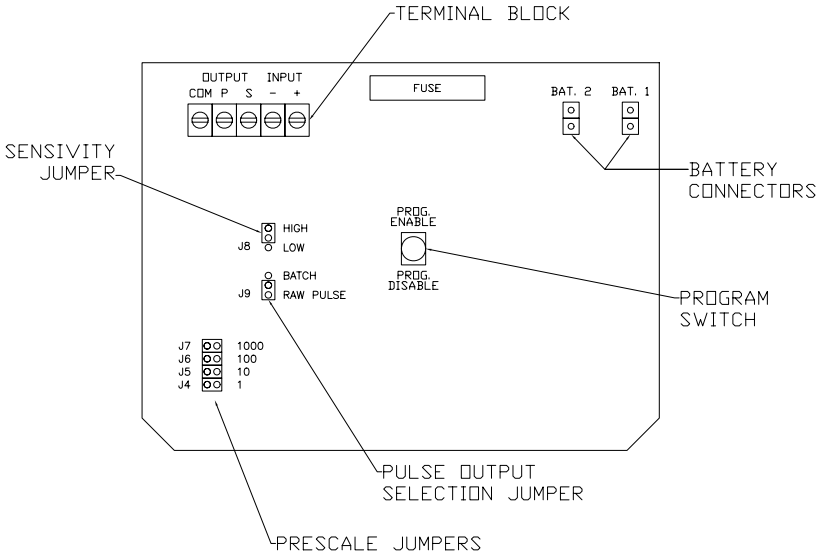 TERMINAL BLOCK
OUTPUT INPUT
COM P S - +
FUSE
BAT. 2 BAT. 1
SENSIVITY
JUMPER
BATTERY
CONNECTORS
HIGH
J8 LOW
PROG.
ENABLE
PROG.
DISABLE
BATCH
J9 RAW PULSE
PROGRAM
SWITCH
J7 1000
J6 100
J5 10
J4 1
PULSE OUTPUT
SELECTION JUMPER
PRESCALE JUMPERS